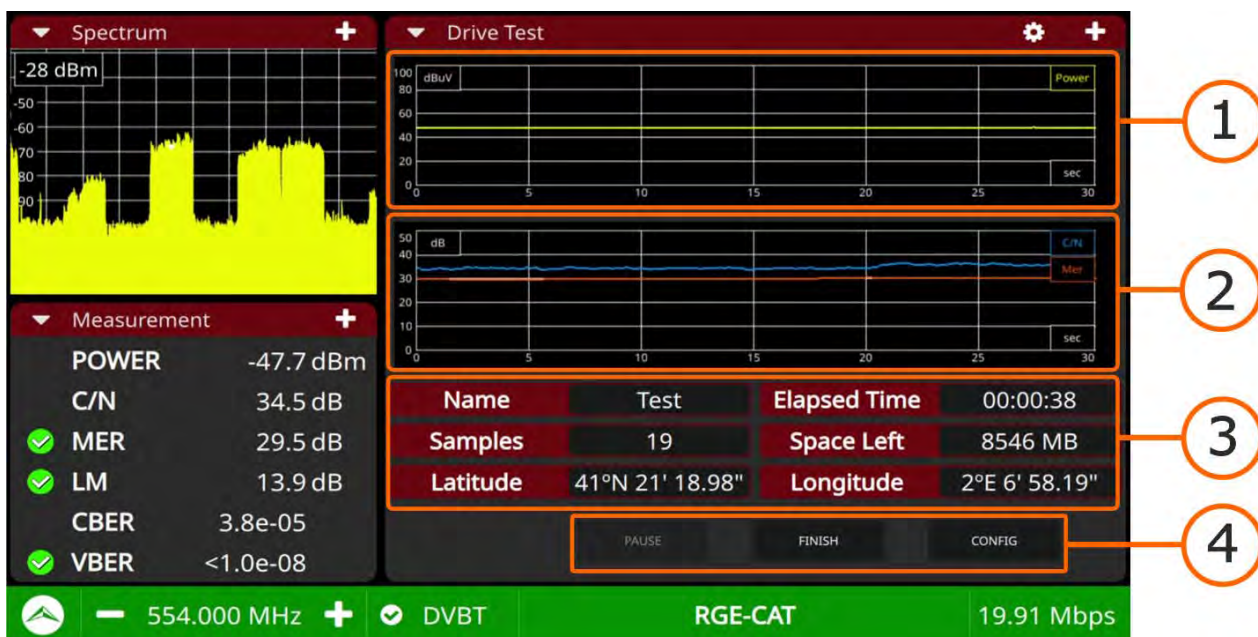 Spectrum
-28 dBm
-50
-60
-70
-80
-90
Measurement
POWER -47.7 dBm
C/N 34.5 dB
MER 29.5 dB
LM 13.9 dB
CBER 3.8e-05
VBER <1.0e-08
Drive Test
100 dBuV Power
80
60
40
20 sec
0
0 5 10 15 20 25 30
50 dB C/N
40
30 Mer
20
10 sec
0
0 5 10 15 20 25 30
Name Test Elapsed Time 00:00:38
Samples 19 Space Left 8546 MB
Latitude 41°N 21' 18.98" Longitude 2°E 6' 58.19"
PAUSE FINISH CONFIG
554.000 MHz DVBT RGE-CAT 19.91 Mbps
1
2
3
4